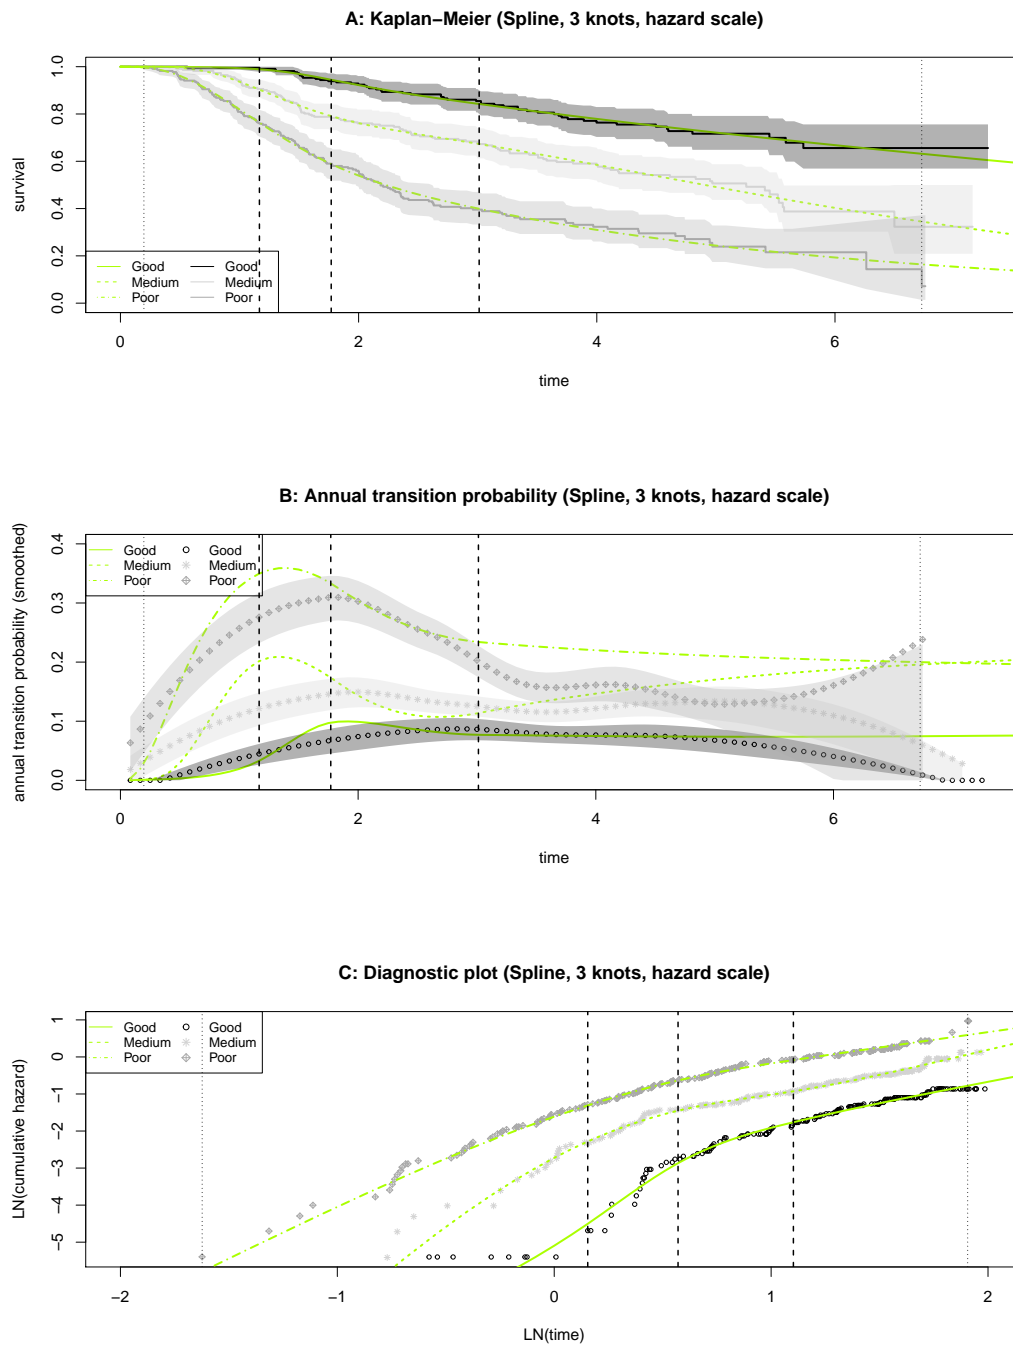 A: Kaplan−Meier (Spline, 3 knots, hazard scale)
survival
1.0
0.8
0.6
0.4
0.2
0.0
Good Good
Medium Medium
Poor Poor
0 2 4 6
time
B: Annual transition probability (Spline, 3 knots, hazard scale)
annual transition probability (smoothed)
0.4
0.3
0.2
0.1
0.0
Good Good
Medium Medium
Poor Poor
0 2 4 6
time
C: Diagnostic plot (Spline, 3 knots, hazard scale)
LN(cumulative hazard)
1
0
−1
−2
−3
−4
−5
Good Good
Medium Medium
Poor Poor
−2 −1 0 1 2
LN(time)